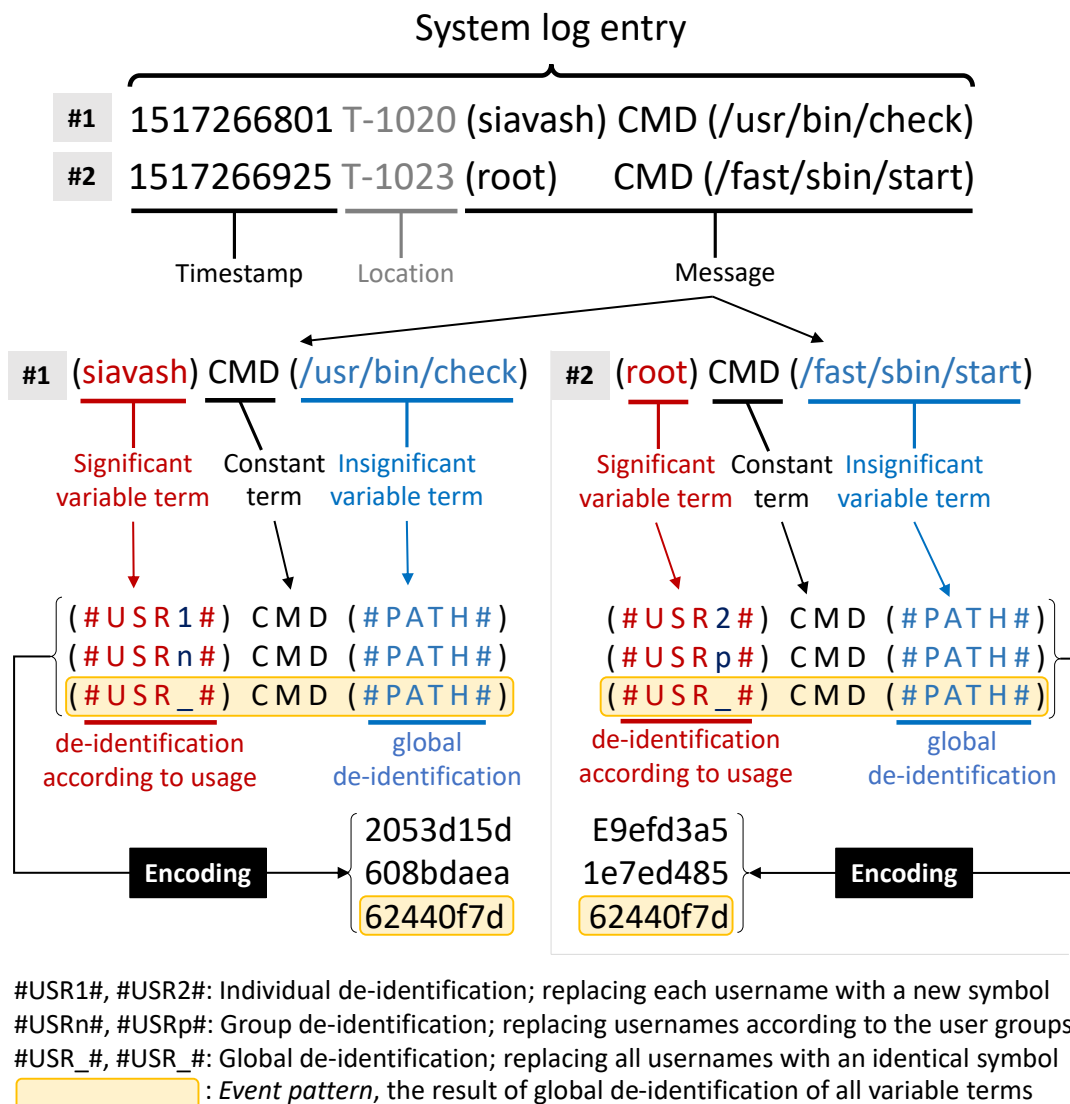 System log entry
#1 1517266801 T-1020 (siavash) CMD (/usr/bin/check)
#2 1517266925 T-1023 (root) CMD (/fast/sbin/start)
Timestamp Location Message
#1 (siavash) CMD (/usr/bin/check)
Significant variable term
Constant term
Insignificant variable term
(#USR1#) CMD (#PATH#)
(#USRn#) CMD (#PATH#)
(#USR_#) CMD (#PATH#)
de-identification according to usage
global de-identification
Encoding
2053d15d
608bdaea
62440f7d
#2 (root) CMD (/fast/sbin/start)
Significant variable term
Constant term
Insignificant variable term
(#USR2#) CMD (#PATH#)
(#USRp#) CMD (#PATH#)
(#USR_#) CMD (#PATH#)
de-identification according to usage
global de-identification
E9efd3a5
1e7ed485
62440f7d
Encoding
#USR1#, #USR2#: Individual de-identification; replacing each username with a new symbol
#USRn#, #USRp#: Group de-identification; replacing usernames according to the user groups
#USR_#, #USR_#: Global de-identification; replacing all usernames with an identical symbol
: Event pattern, the result of global de-identification of all variable terms